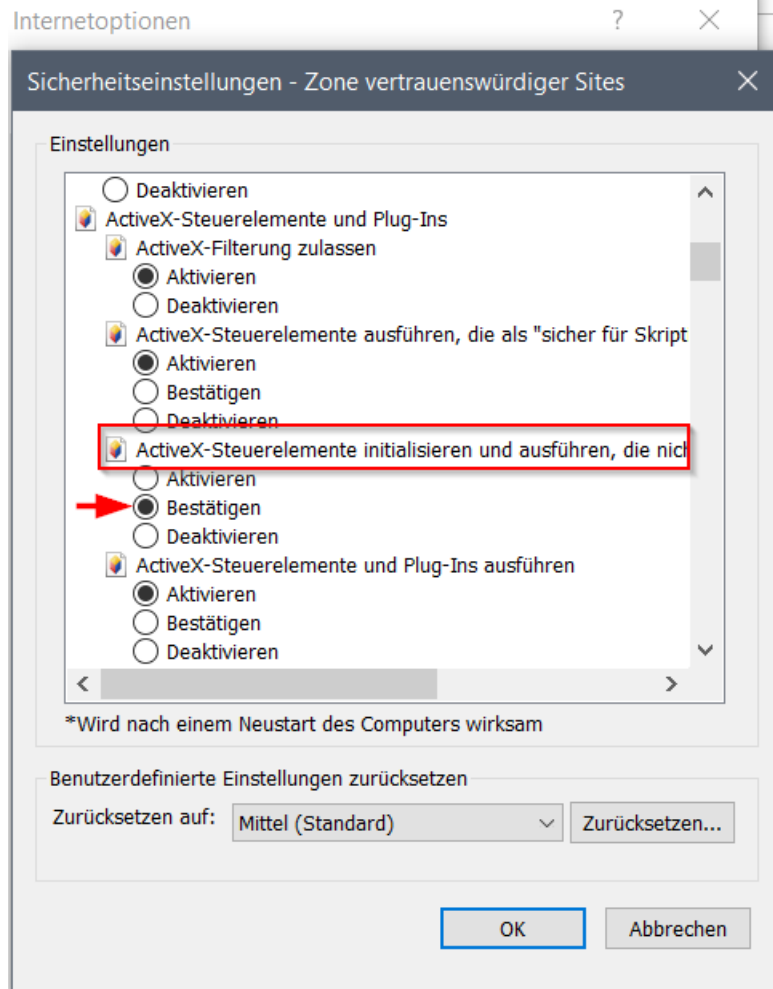 Internetoptionen
Sicherheitseinstellungen - Zone vertrauenswürdiger Sites
Einstellungen
Deaktivieren
ActiveX-Steuerelemente und Plug-Ins
ActiveX-Filterung zulassen
Aktivieren
Deaktivieren
ActiveX-Steuerelemente ausführen, die als "sicher für Skript
Aktivieren
Bestätigen
Deaktivieren
ActiveX-Steuerelemente initialisieren und ausführen, die nich
Aktivieren
Bestätigen
Deaktivieren
ActiveX-Steuerelemente und Plug-Ins ausführen
Aktivieren
Bestätigen
Deaktivieren
*Wird nach einem Neustart des Computers wirksam
Benutzerdefinierte Einstellungen zurücksetzen
Zurücksetzen auf: Mittel (Standard) Zurücksetzen...
OK Abbrechen